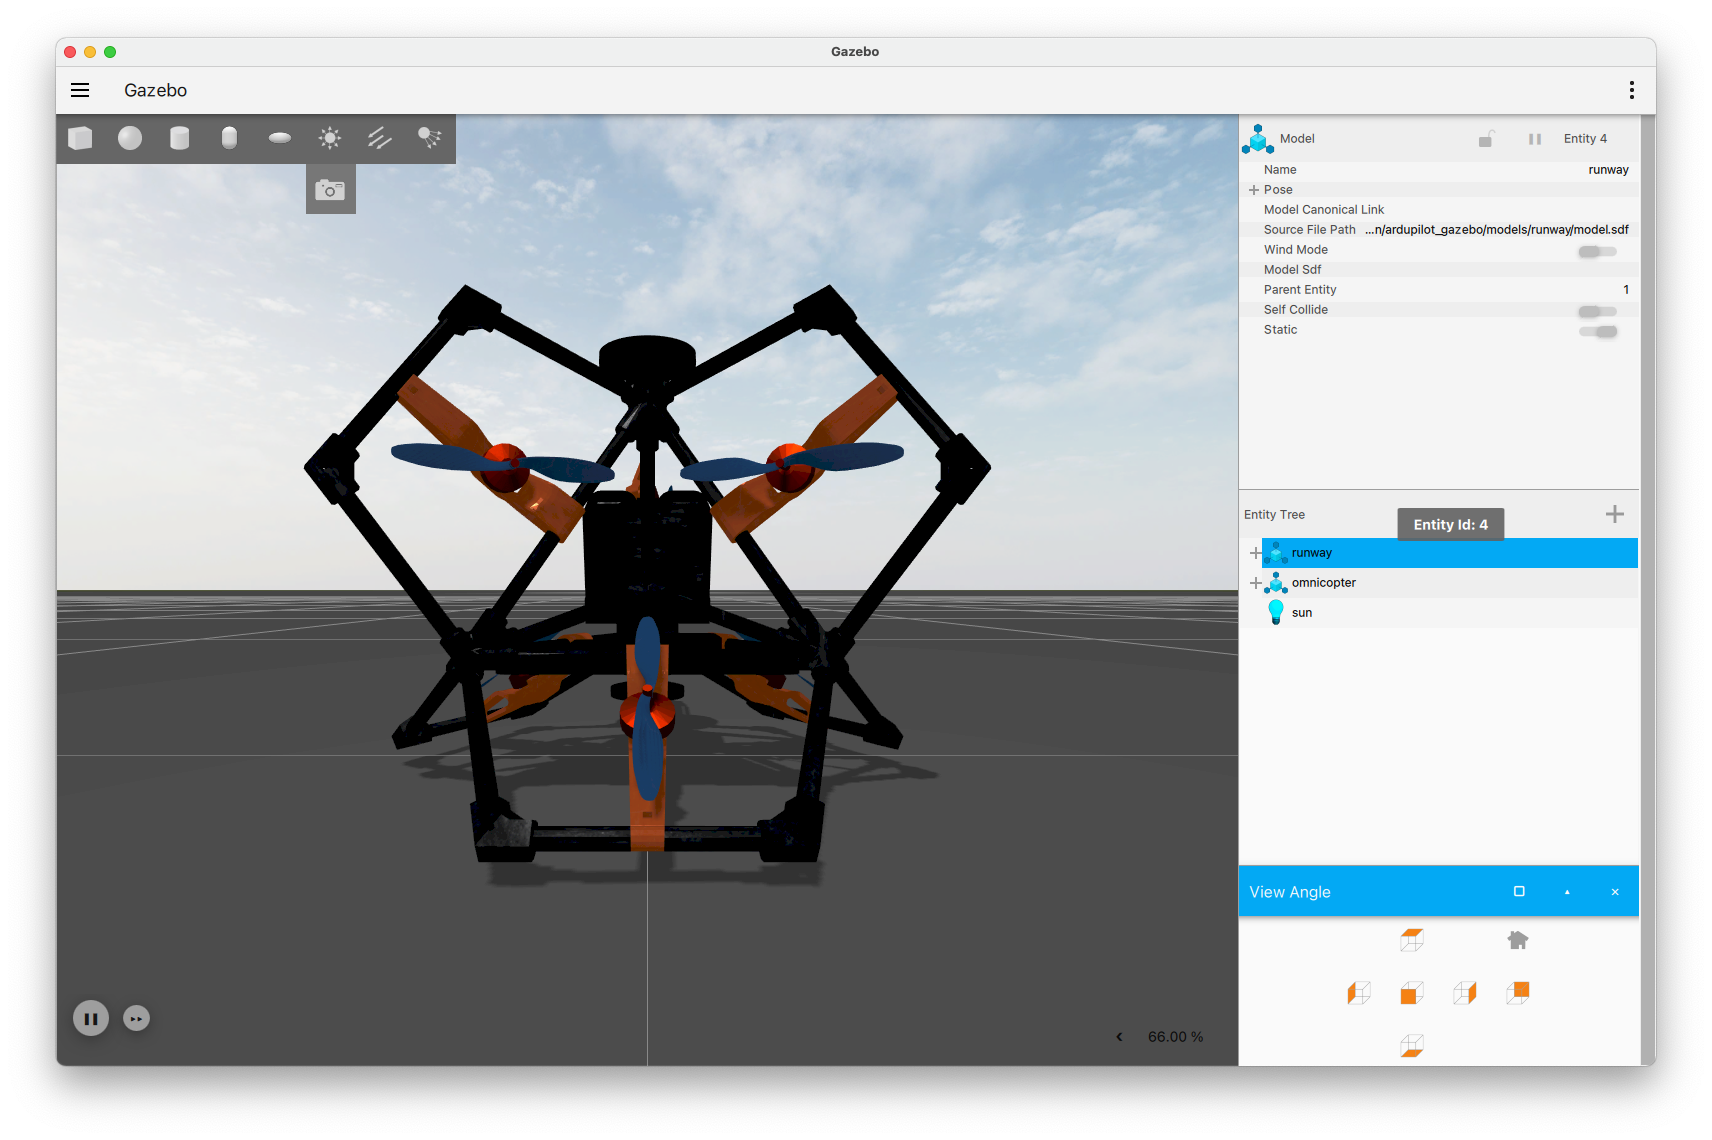 Gazebo
Gazebo
Model Entity 4
Name runway
Pose
Model Canonical Link
Source File Path ...n/ardupilot_gazebo/models/runway/model.sdf
Wind Mode
Model Sdf
Parent Entity 1
Self Collide
Static
Entity Tree
Entity Id: 4
runway
omnicopter
sun
View Angle
66.00 %